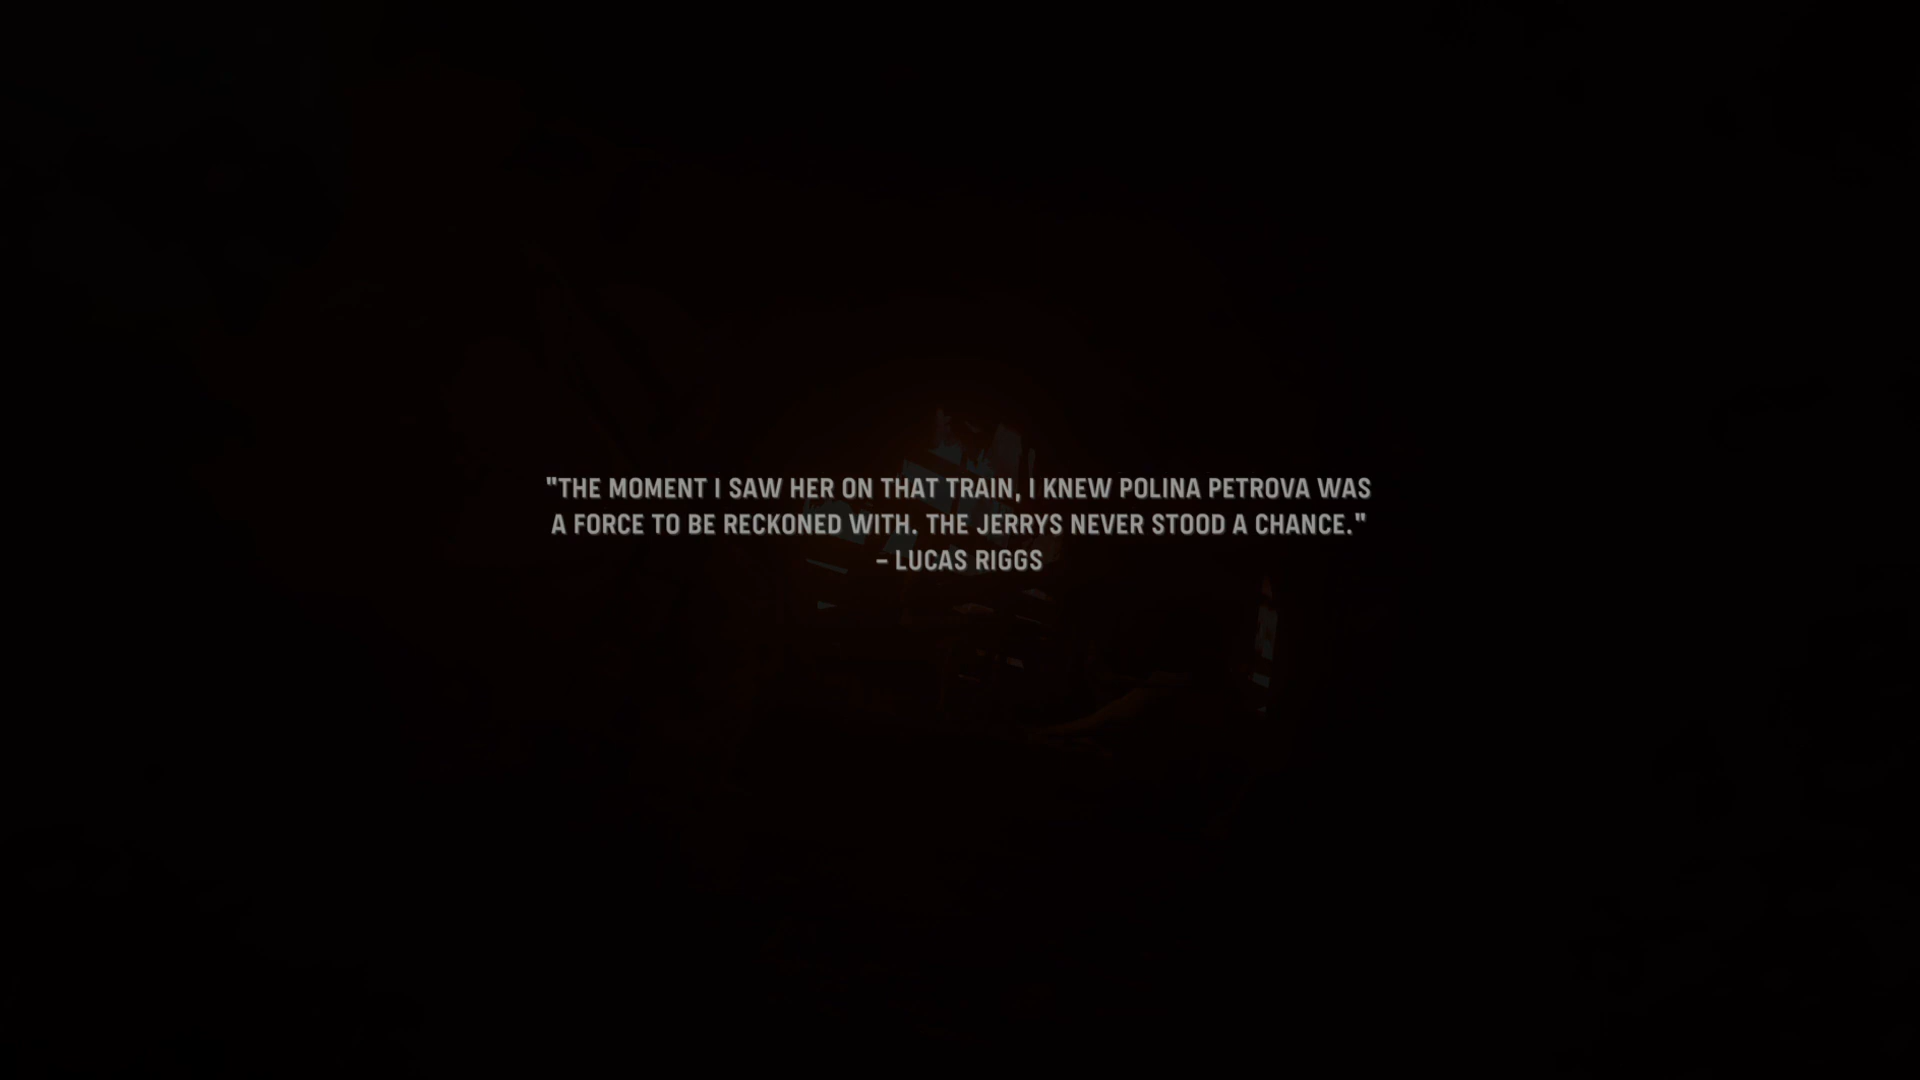 "THE MOMENT I SAW HER ON THAT TRAIN, I KNEW POLINA PETROVA WAS
A FORCE TO BE RECKONED WITH. THE JERRYS NEVER STOOD A CHANCE."
– LUCAS RIGGS